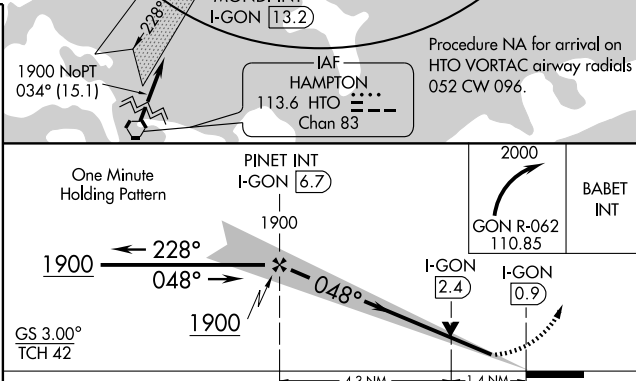 MONDI INT
I-GON 13.2
228°
1900 NoPT
034° (15.1)
IAF
HAMPTON
113.6 HTO
Chan 83
Procedure NA for arrival on
HTO VORTAC airway radials
052 CW 096.
One Minute
Holding Pattern
PINET INT
I-GON 6.7
1900
2000
GON R-062
110.85
BABET
INT
1900
228°
048°
048°
1900
I-GON
2.4
I-GON
0.9
GS 3.00°
TCH 42
4.3 NM
1.4 NM